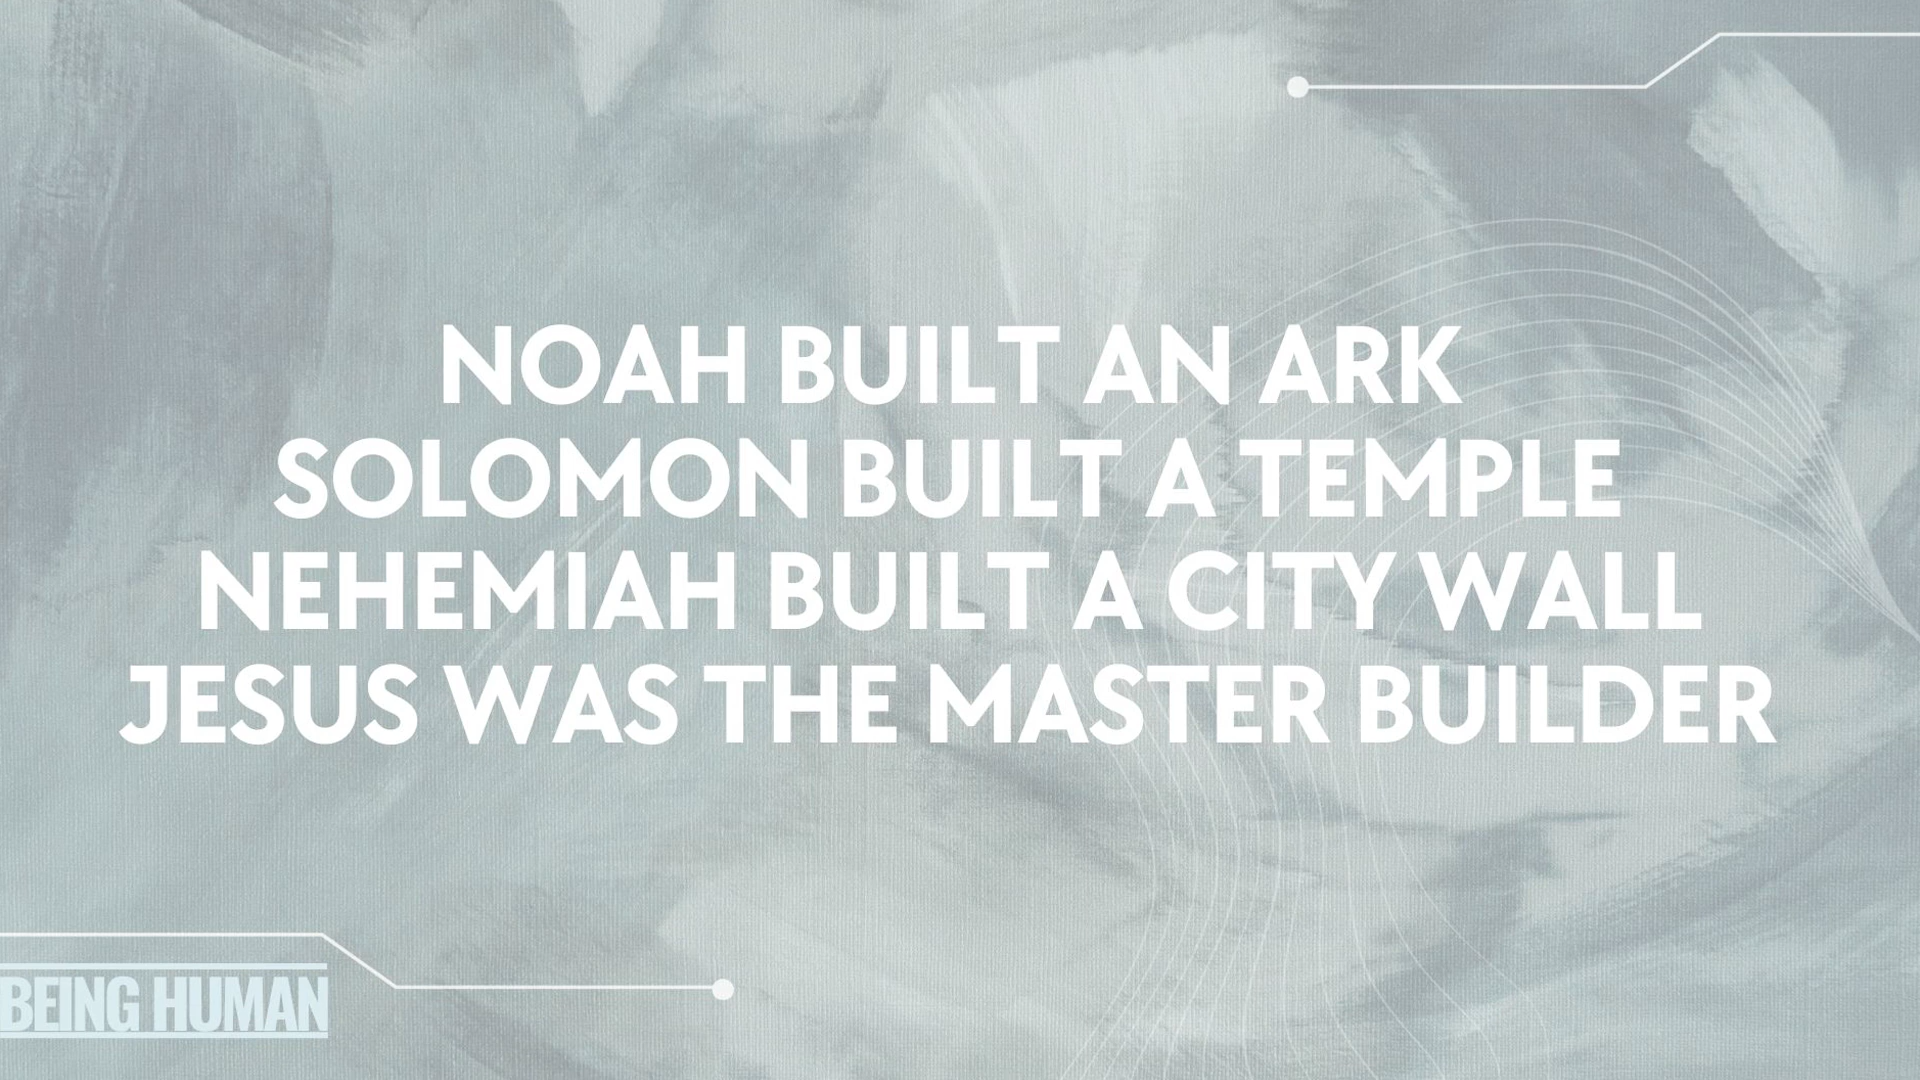 NOAH BUILT AN ARK
SOLOMON BUILT A TEMPLE
NEHEMIAH BUILT A CITY WALL
JESUS WAS THE MASTER BUILDER
BEING HUMAN